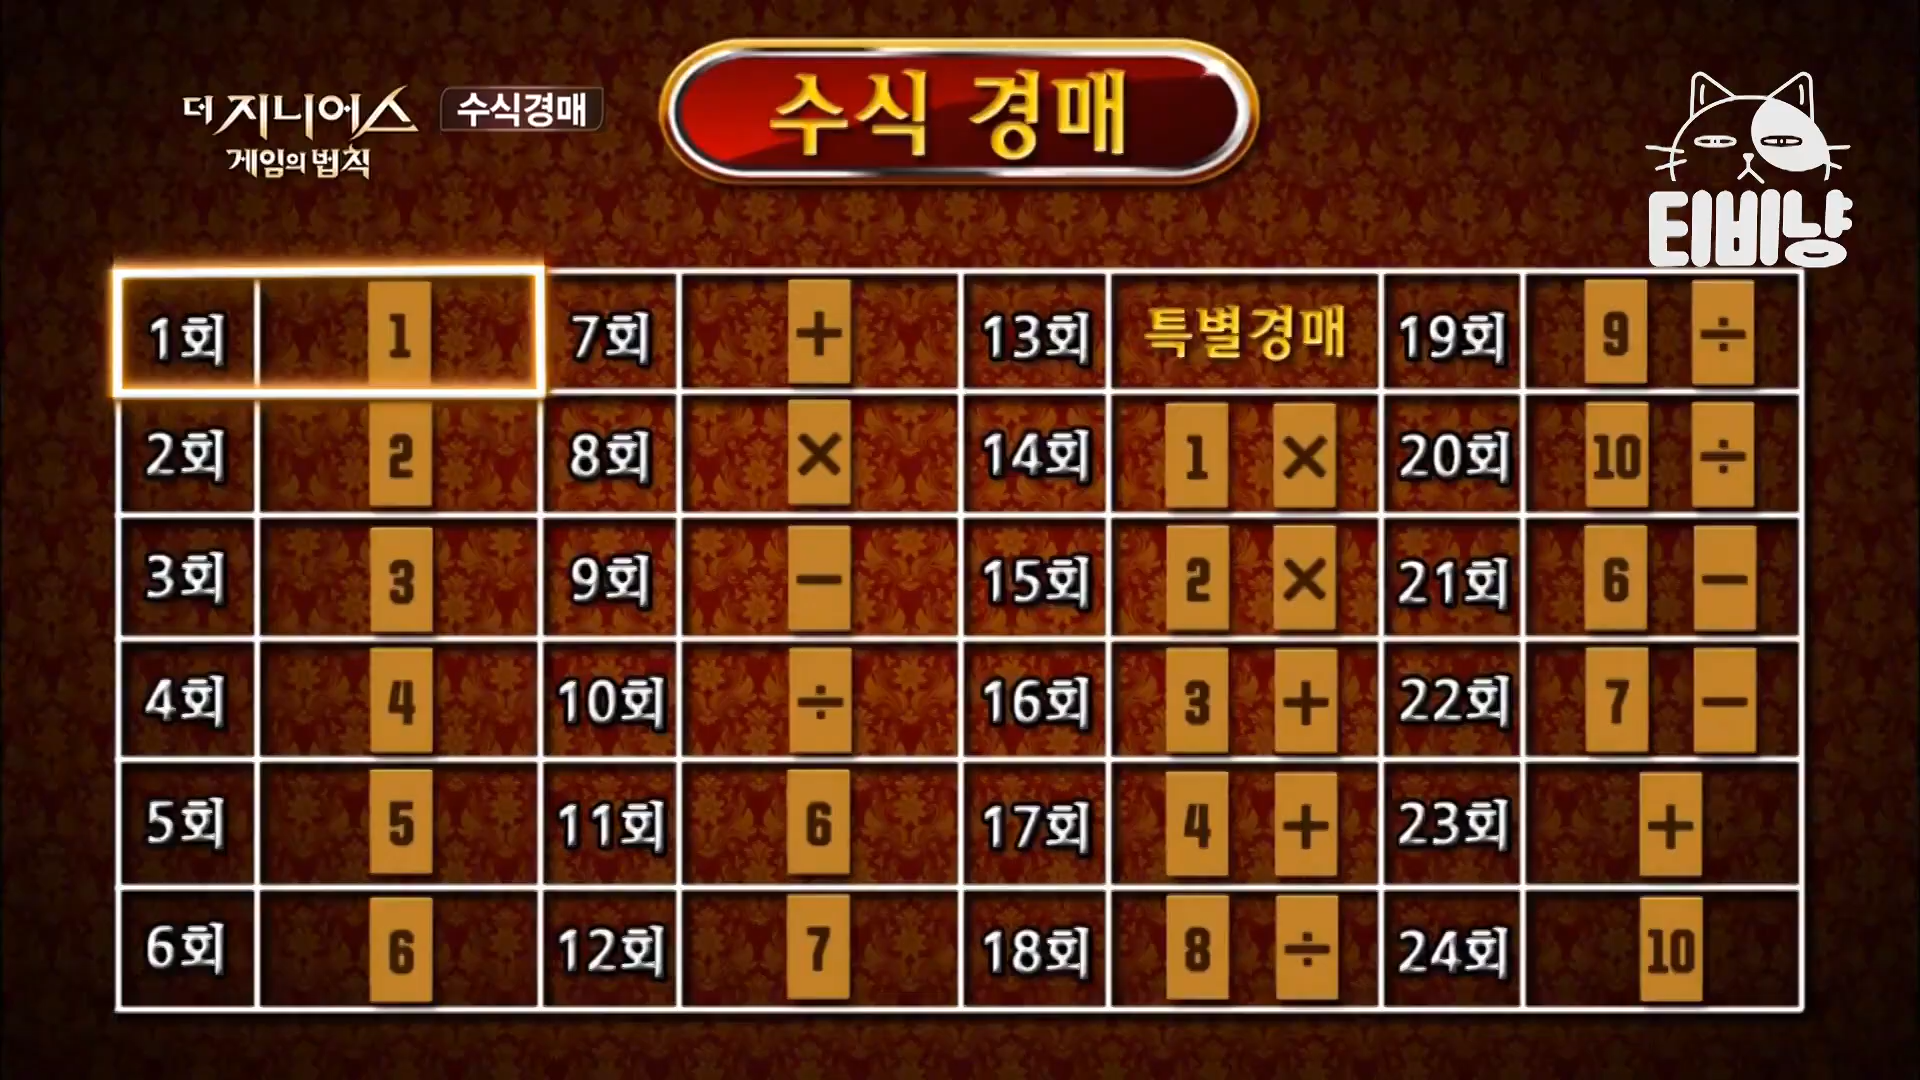 더 지니어스
게임의 법칙
수식경매
수식 경매
티비냥
1회 1 7회 + 13회 특별경매 19회 9 ÷
2회 2 8회 × 14회 1 × 20회 10 ÷
3회 3 9회 − 15회 2 × 21회 6 −
4회 4 10회 ÷ 16회 3 + 22회 7 −
5회 5 11회 6 17회 4 + 23회 +
6회 6 12회 7 18회 8 ÷ 24회 10